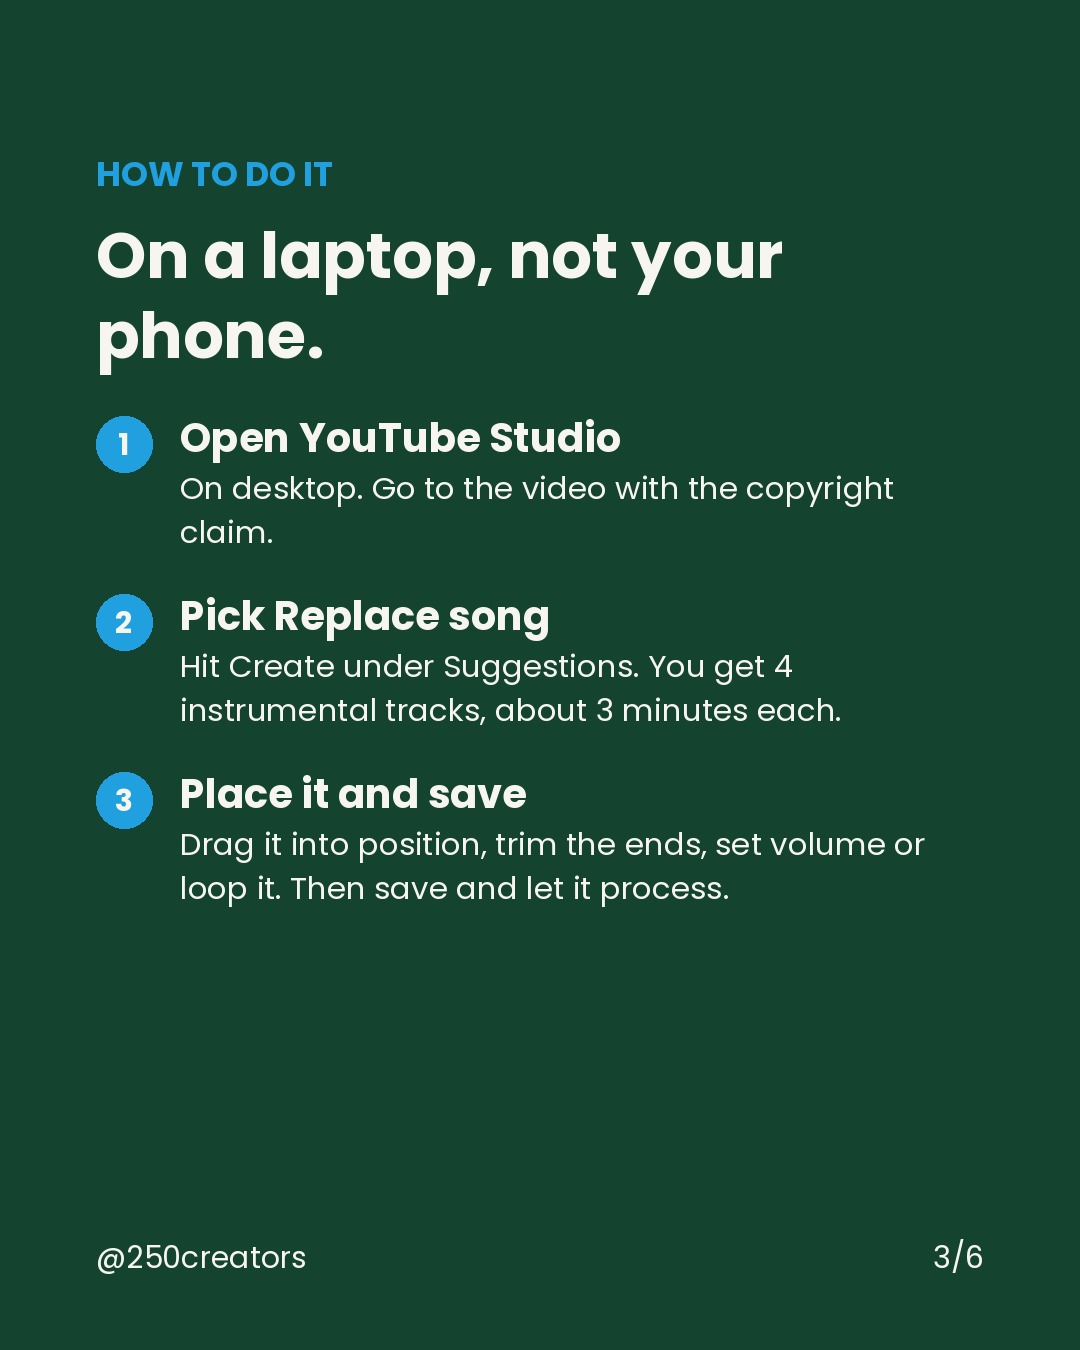 HOW TO DO IT
On a laptop, not your
phone.
1
Open YouTube Studio
On desktop. Go to the video with the copyright
claim.
2
Pick Replace song
Hit Create under Suggestions. You get 4
instrumental tracks, about 3 minutes each.
3
Place it and save
Drag it into position, trim the ends, set volume or
loop it. Then save and let it process.
@250creators
3/6